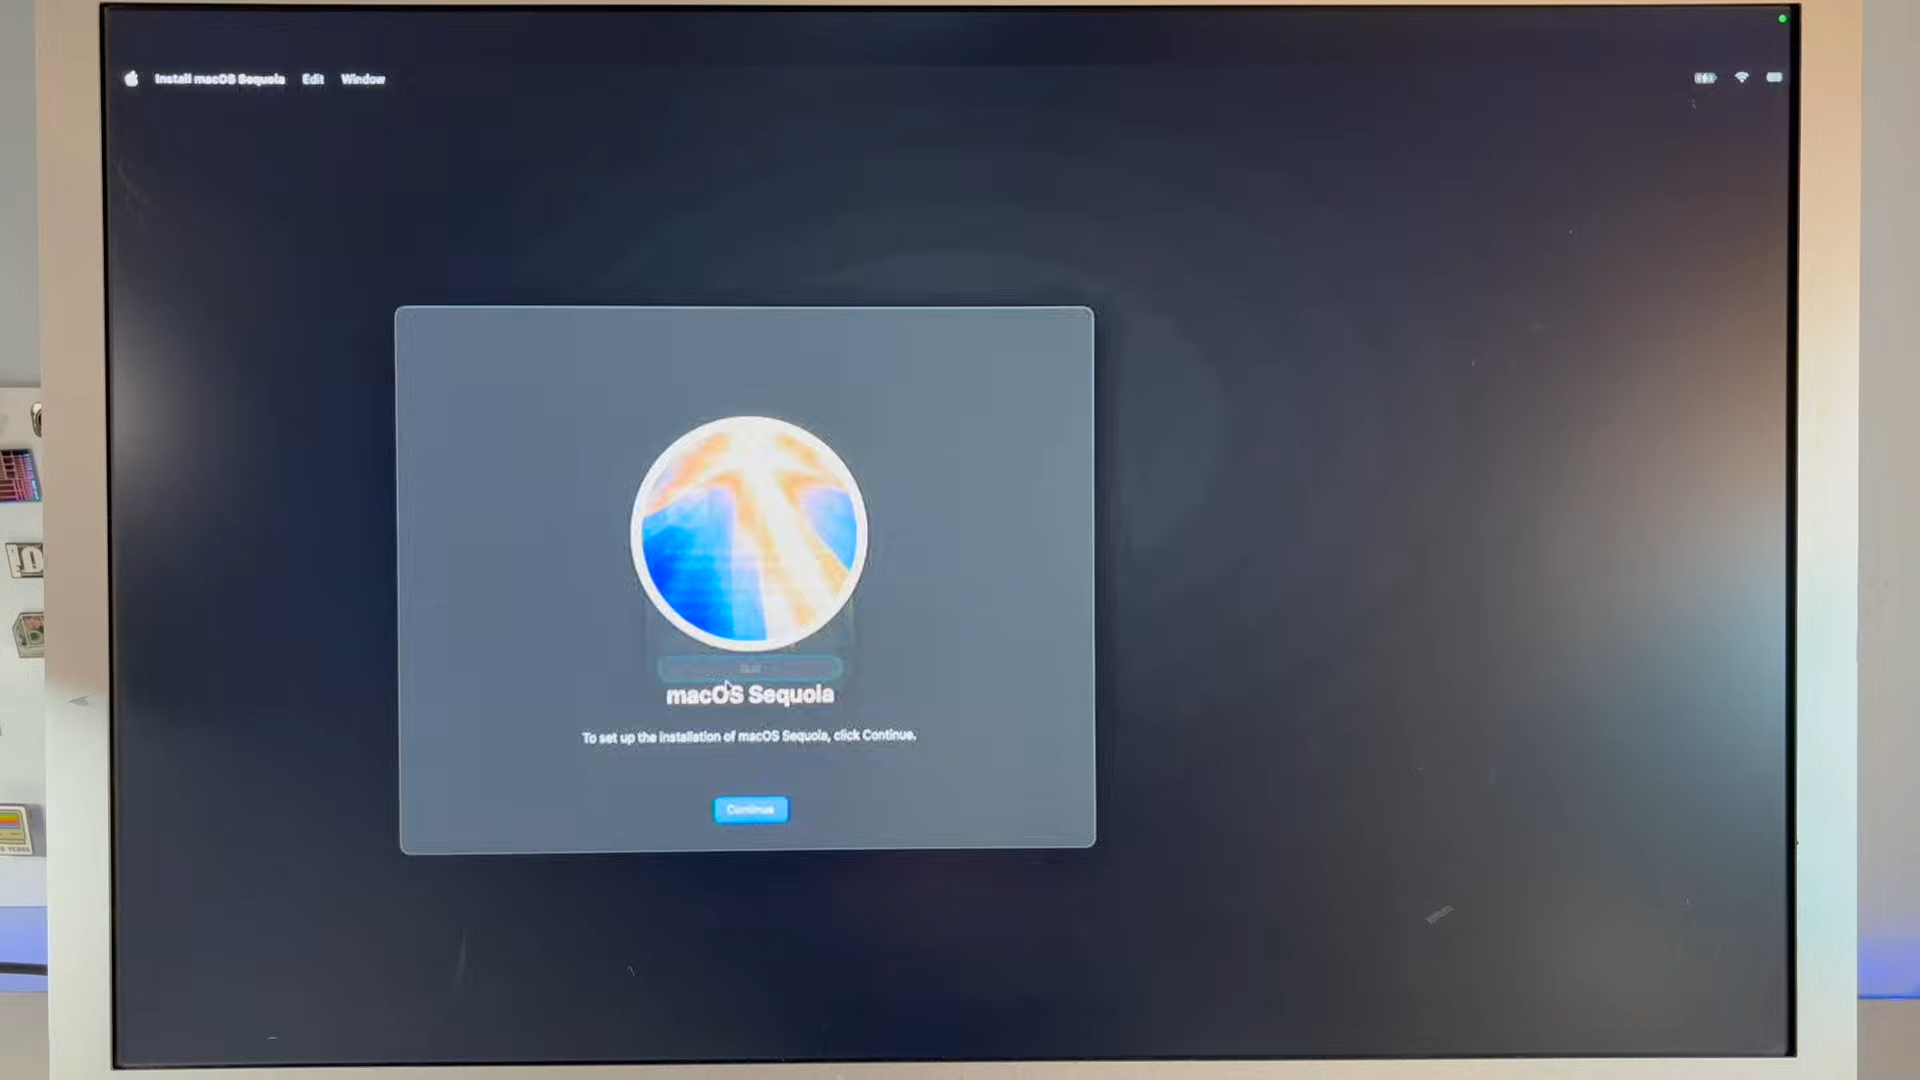 Install macOS Sequoia Edit Window
macOS Sequoia
To set up the installation of macOS Sequoia, click Continue.
Continue